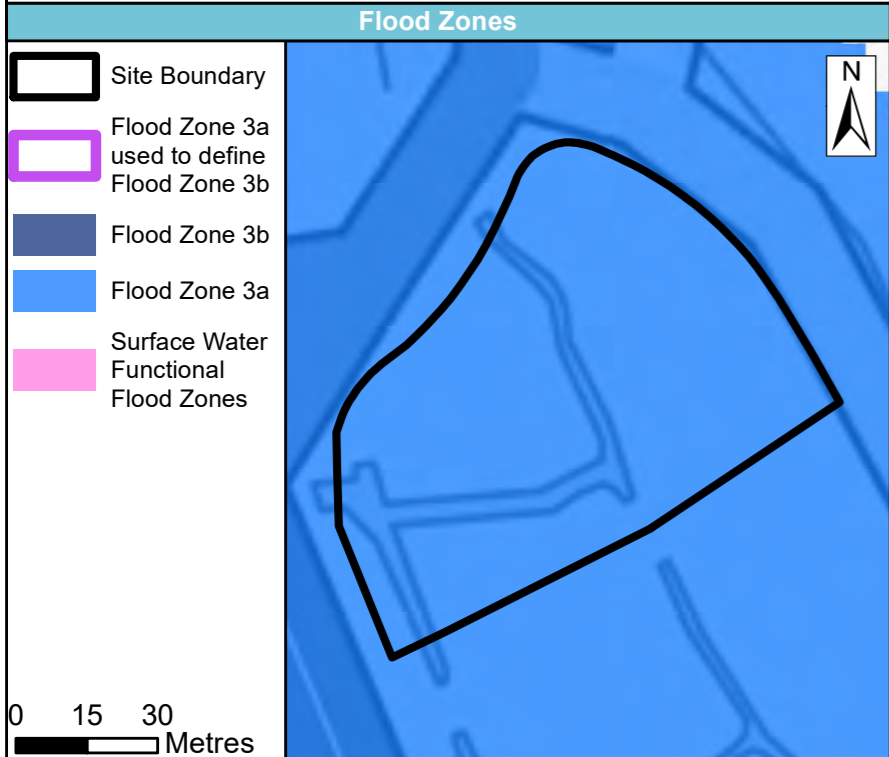 Flood Zones
Site Boundary
Flood Zone 3a
used to define
Flood Zone 3b
Flood Zone 3b
Flood Zone 3a
Surface Water
Functional
Flood Zones
0 15 30
Metres
N